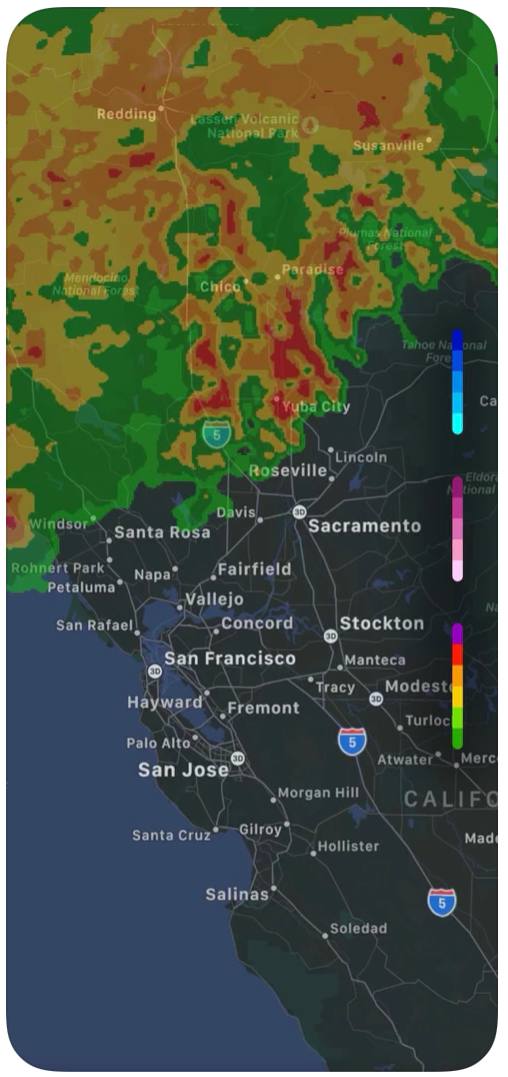 Redding
Lassen Volcanic
National Park
Susanville
Plumas National
Forest
Paradise
Mendocino
National Forest
Chico
Tahoe National
Fore
Ca
Yuba City
5
Lincoln
Roseville
Eldor
National
Davis
3D
Windsor
Sacramento
Santa Rosa
Rohnert Park
Napa
Fairfield
Petaluma
Vallejo
Na
San Rafael
Concord
Stockton
3D
San Francisco
Manteca
3D
Tracy
Modesto
3D
Hayward
Fremont
Turloc
5
Palo Alto
Atwater
Merc
3D
San Jose
Morgan Hill
CALIFO
Santa Cruz
Gilroy
Made
Hollister
Salinas
5
Soledad